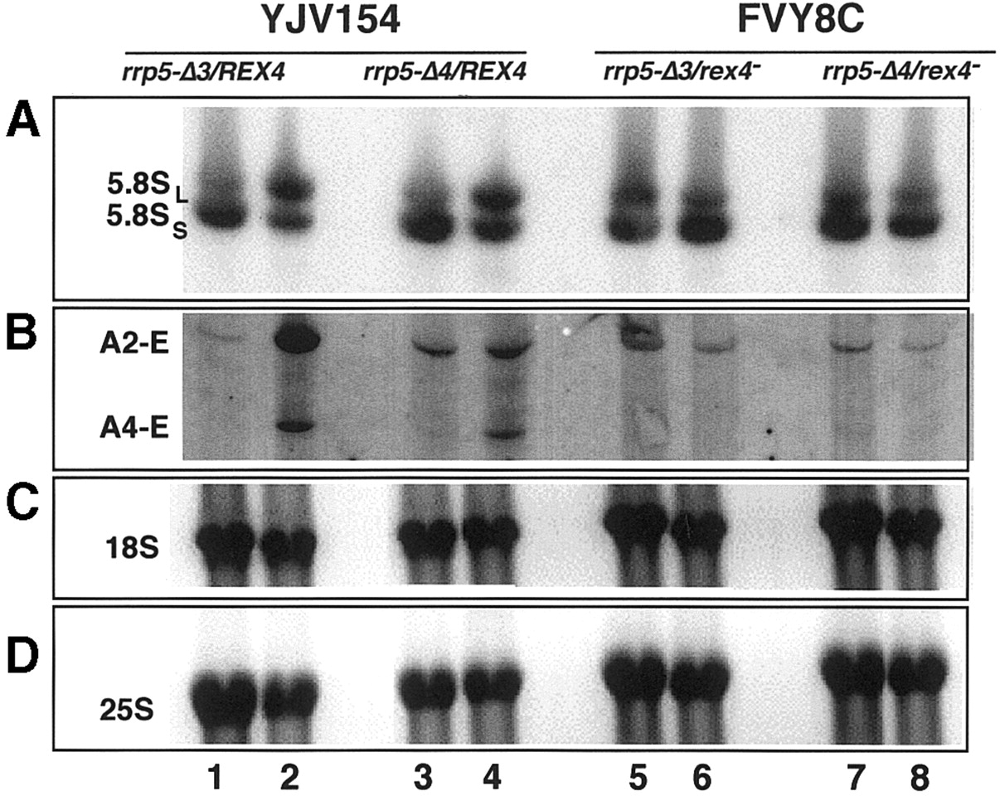 YJV154 FVY8C
rrp5-Δ3/REX4 rrp5-Δ4/REX4 rrp5-Δ3/rex4⁻ rrp5-Δ4/rex4⁻
A
5.8S L
5.8S S
B
A2-E
A4-E
C
18S
D
25S
1 2 3 4 5 6 7 8